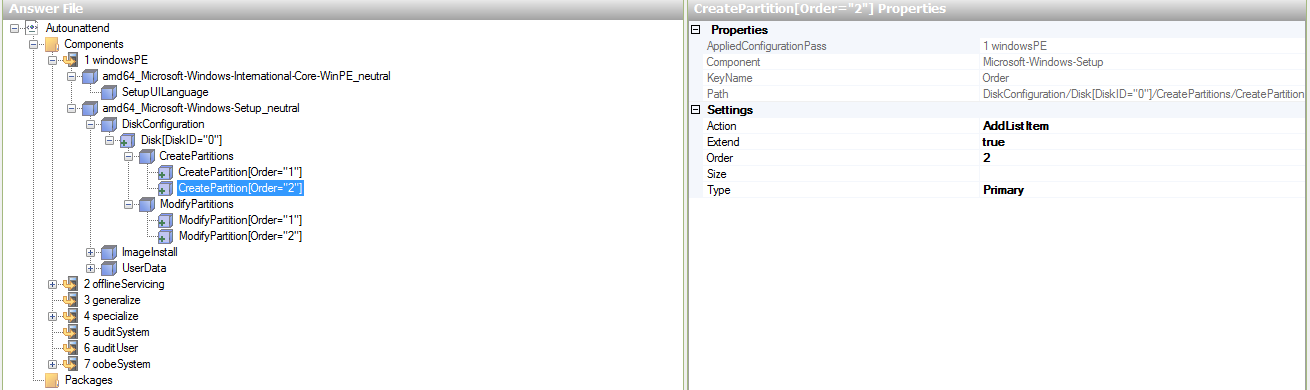 Answer File
Autounattend
Components
1 windowsPE
amd64_Microsoft-Windows-International-Core-WinPE_neutral
SetupUILanguage
amd64_Microsoft-Windows-Setup_neutral
DiskConfiguration
Disk[DiskID="0"]
CreatePartitions
CreatePartition[Order="1"]
CreatePartition[Order="2"]
ModifyPartitions
ModifyPartition[Order="1"]
ModifyPartition[Order="2"]
ImageInstall
UserData
2 offlineServicing
3 generalize
4 specialize
5 auditSystem
6 auditUser
7 oobeSystem
Packages
CreatePartition[Order="2"] Properties
Properties
AppliedConfigurationPass 1 windowsPE
Component Microsoft-Windows-Setup
KeyName Order
Path DiskConfiguration/Disk[DiskID="0"]/CreatePartitions/CreatePartition
Settings
Action AddListItem
Extend true
Order 2
Size
Type Primary